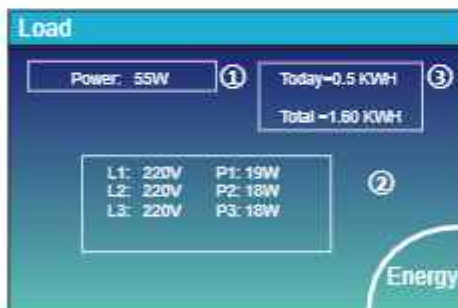 Load
Power: 55W ①
Today=0.5 KWH ③
Total =1.60 KWH
L1: 220V P1: 19W
L2: 220V P2: 18W ②
L3: 220V P3: 18W
Energy